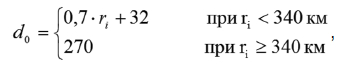 d₀ = { 0,7 · rᵢ + 32 при rᵢ < 340 км
270 при rᵢ ≥ 340 км ,